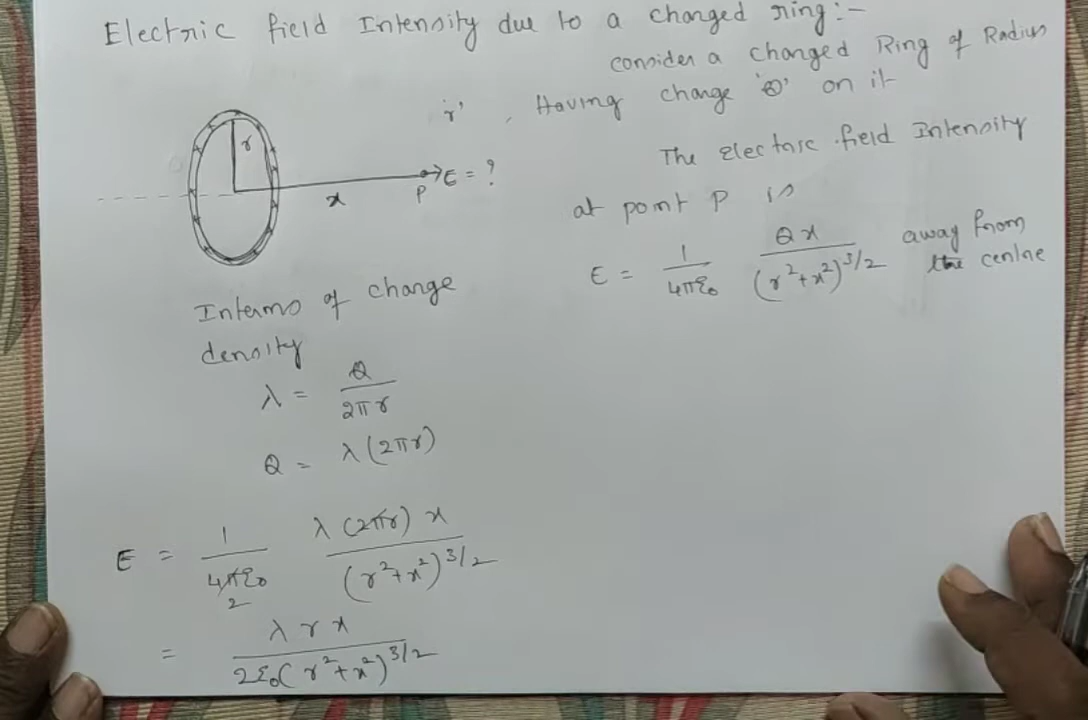 Electric field Intensity due to a charged ring:-
consider a charged Ring of Radius
'r', Having charge 'Q' on it
The electric field Intensity
at point P is
E = 1/4πε₀ Qx/(r²+x²)^3/2 away from the centre
r
x
P
E = ?
Interms of charge
density
λ = Q/2πr
Q = λ(2πr)
E = 1/4πε₀ λ(2πr) x/(r²+x²)^3/2
2
= λ r x/2ε₀(r²+x²)^3/2